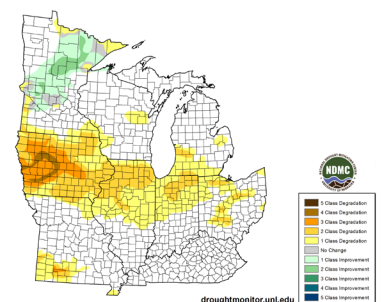 NDMC
5 Class Degradation
4 Class Degradation
3 Class Degradation
2 Class Degradation
1 Class Degradation
No Change
1 Class Improvement
2 Class Improvement
3 Class Improvement
4 Class Improvement
5 Class Improvement
droughtmonitor.unl.edu